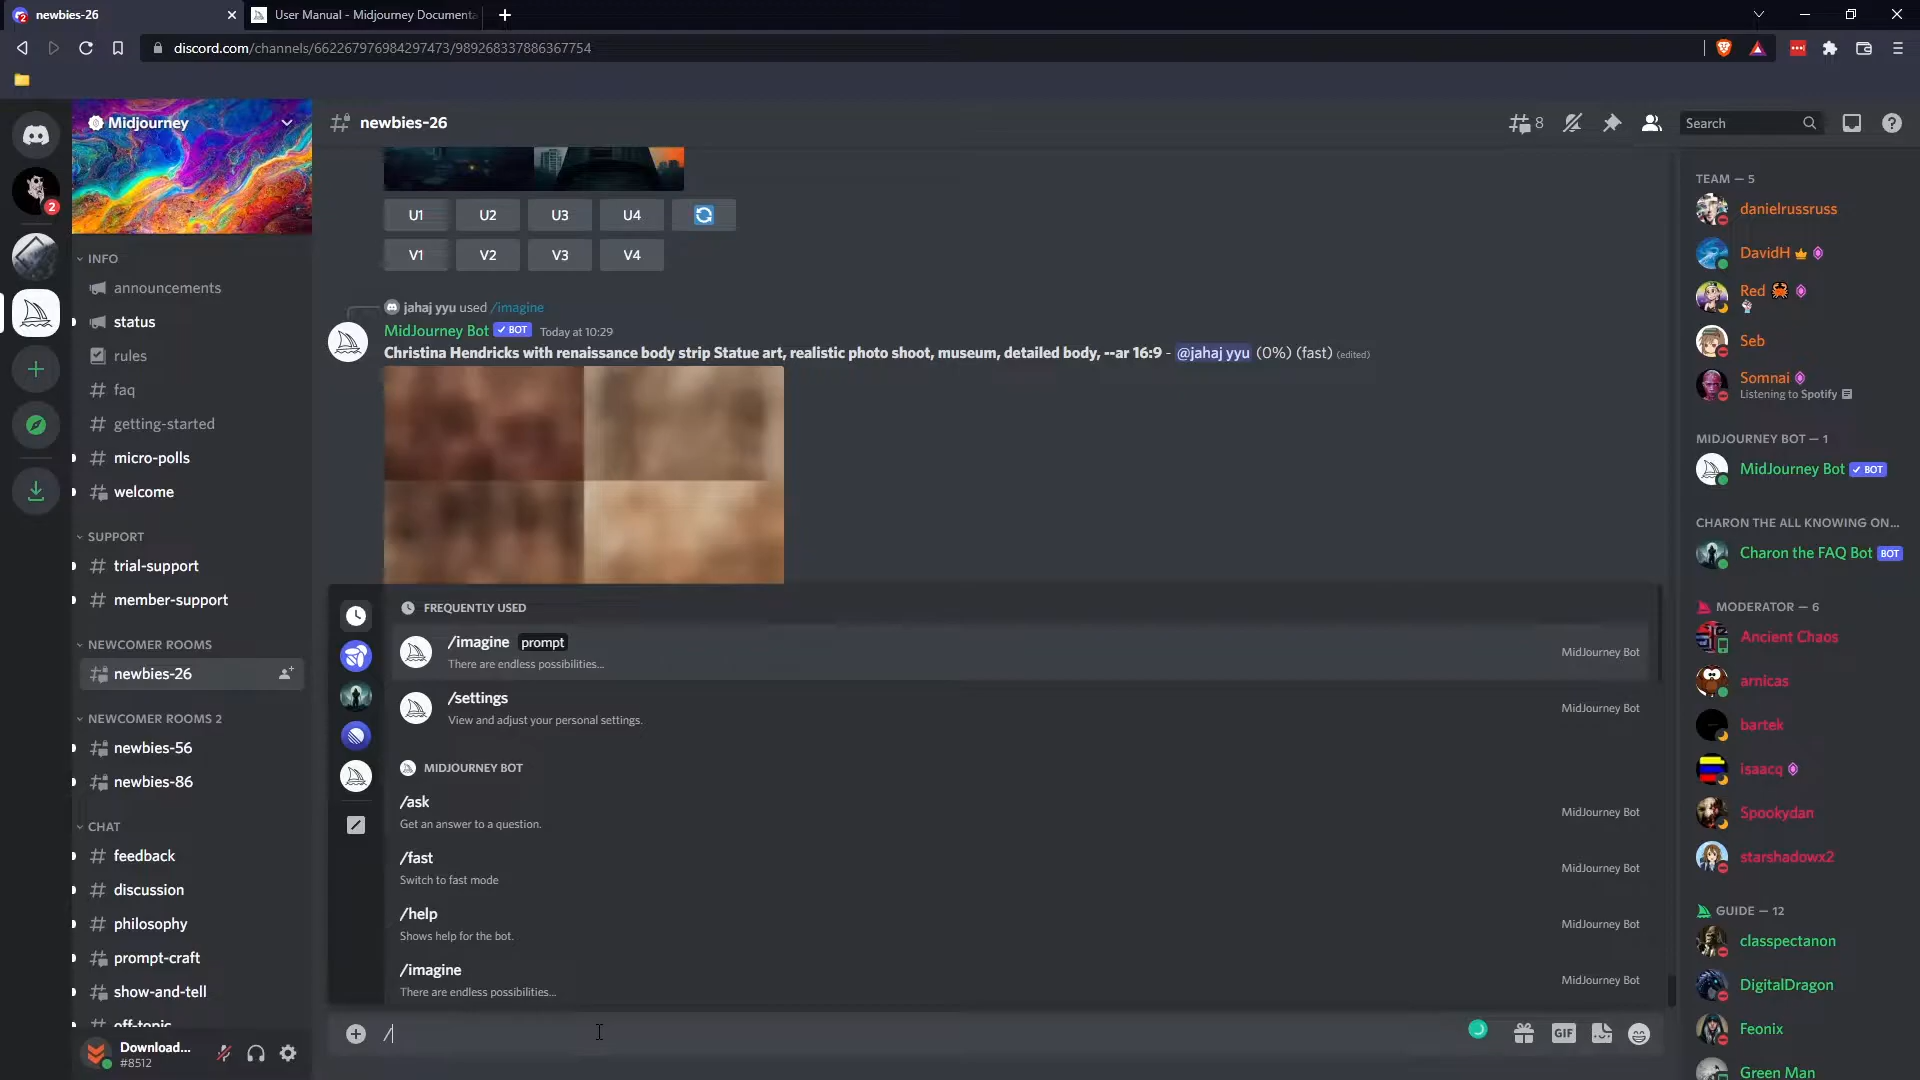 newbies-26
User Manual - Midjourney Documenta
discord.com/channels/662267976984297473/989268337886367754
Midjourney
newbies-26
8
Search
2
INFO
announcements
status
rules
faq
getting-started
micro-polls
welcome
SUPPORT
trial-support
member-support
NEWCOMER ROOMS
newbies-26
NEWCOMER ROOMS 2
newbies-56
newbies-86
CHAT
feedback
discussion
philosophy
prompt-craft
show-and-tell
off-topic
Download...
#8512
U1 U2 U3 U4
V1 V2 V3 V4
jahaj yyu used /imagine
MidJourney Bot BOT Today at 10:29
Christina Hendricks with renaissance body strip Statue art, realistic photo shoot, museum, detailed body, --ar 16:9 - @jahaj yyu (0%) (fast) (edited)
FREQUENTLY USED
/imagine prompt
There are endless possibilities...
MidJourney Bot
/settings
View and adjust your personal settings.
MidJourney Bot
MIDJOURNEY BOT
/ask
Get an answer to a question.
MidJourney Bot
/fast
Switch to fast mode
MidJourney Bot
/help
Shows help for the bot.
MidJourney Bot
/imagine
There are endless possibilities...
MidJourney Bot
/
GIF
TEAM — 5
danielrussruss
DavidH
Red
Seb
Somnai
Listening to Spotify
MIDJOURNEY BOT — 1
MidJourney Bot BOT
CHARON THE ALL KNOWING ON...
Charon the FAQ Bot BOT
MODERATOR — 6
Ancient Chaos
arnicas
bartek
isaacq
Spookydan
starshadowx2
GUIDE — 12
classpectanon
DigitalDragon
Feonix
Green Man